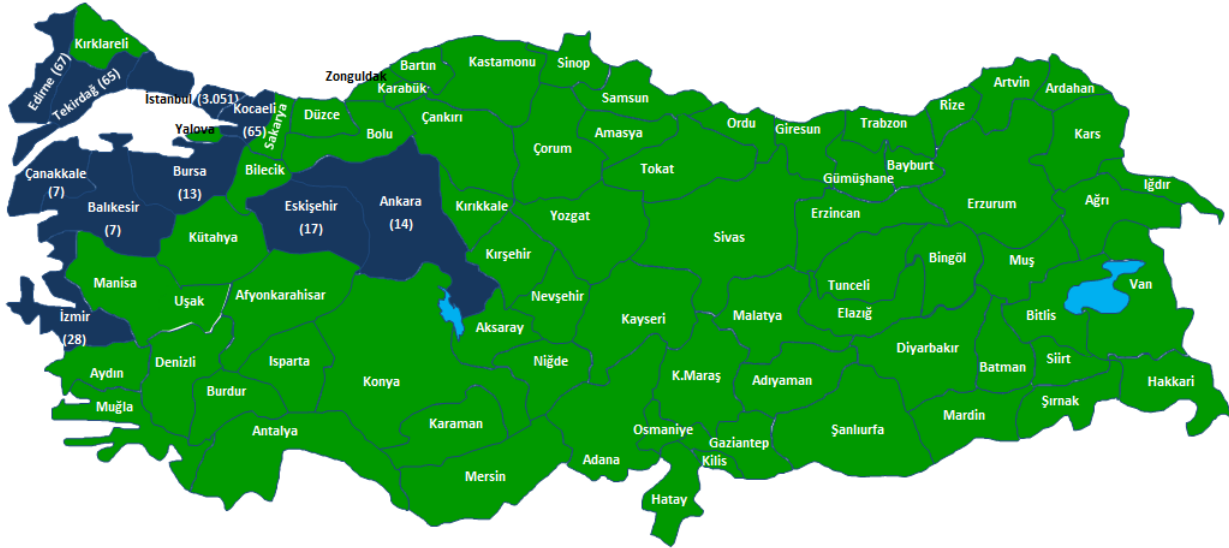 Kırklareli
Edirne (67)
Tekirdağ (65)
İstanbul (3.051)
Kocaeli
(65)
Yalova
Sakarya
Düzce
Zonguldak
Bartın
Karabük
Kastamonu
Sinop
Bolu
Çankırı
Samsun
Amasya
Çorum
Tokat
Ordu
Giresun
Trabzon
Rize
Artvin
Ardahan
Kars
Gümüşhane
Bayburt
Iğdır
Ağrı
Erzurum
Erzincan
Çanakkale
(7)
Bursa
(13)
Bilecik
Balıkesir
(7)
Eskişehir
(17)
Ankara
(14)
Kırıkkale
Yozgat
Sivas
Kütahya
Kırşehir
Tunceli
Bingöl
Muş
Van
Manisa
Uşak
Afyonkarahisar
Nevşehir
Aksaray
Kayseri
Malatya
Elazığ
Bitlis
İzmir
(28)
Aydın
Denizli
Isparta
Konya
Niğde
K.Maraş
Adıyaman
Diyarbakır
Batman
Siirt
Hakkari
Muğla
Burdur
Antalya
Karaman
Mersin
Adana
Osmaniye
Gaziantep
Kilis
Hatay
Şanlıurfa
Mardin
Şırnak